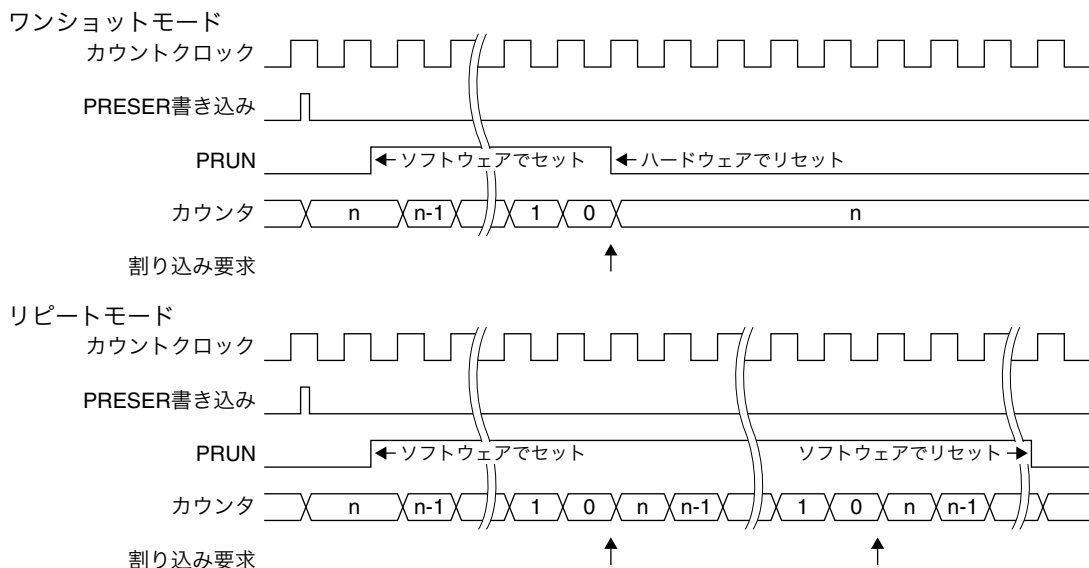 ワンショットモード
カウントクロック
PRESER書き込み
PRUN ソフトウェアでセット ハードウェアでリセット
カウンタ n n-1 1 0 n
割り込み要求
リピートモード
カウントクロック
PRESER書き込み
PRUN ソフトウェアでセット ソフトウェアでリセット
カウンタ n n-1 1 0 n n-1 1 0 n n-1
割り込み要求